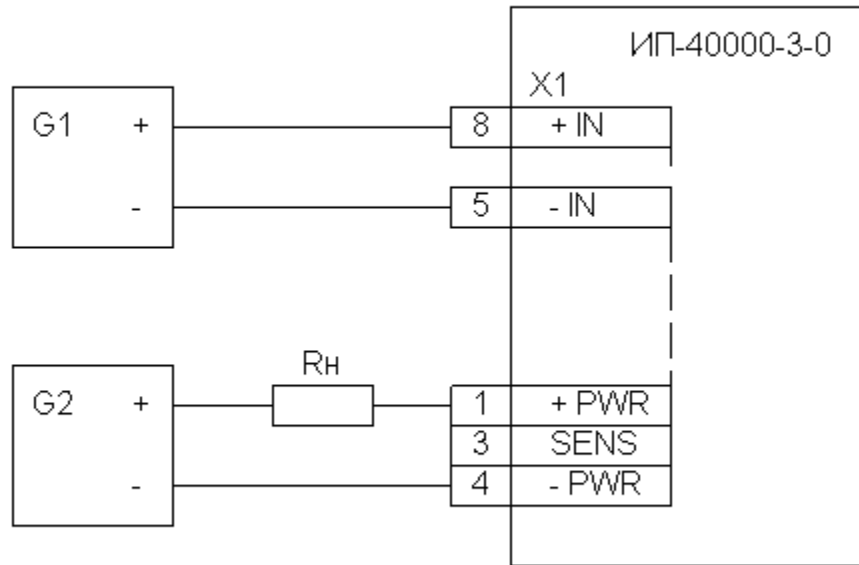 ИП-40000-3-0
X1
G1 +
8 + IN
-
5 - IN
Rн
G2 +
1 + PWR
3 SENS
-
4 - PWR